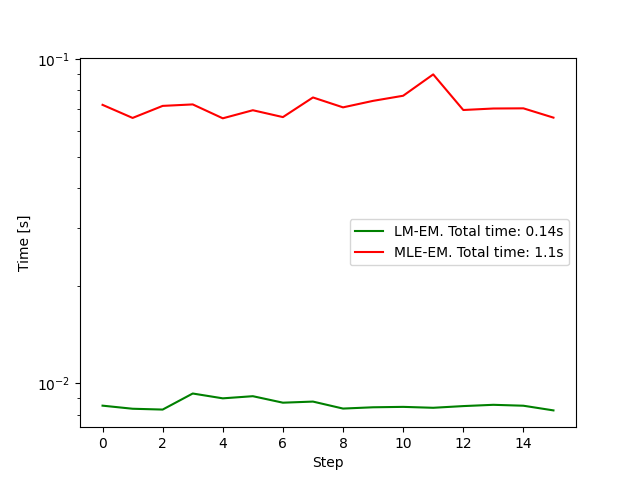 10⁻¹
10⁻²
Time [s]
LM-EM. Total time: 0.14s
MLE-EM. Total time: 1.1s
0 2 4 6 8 10 12 14
Step